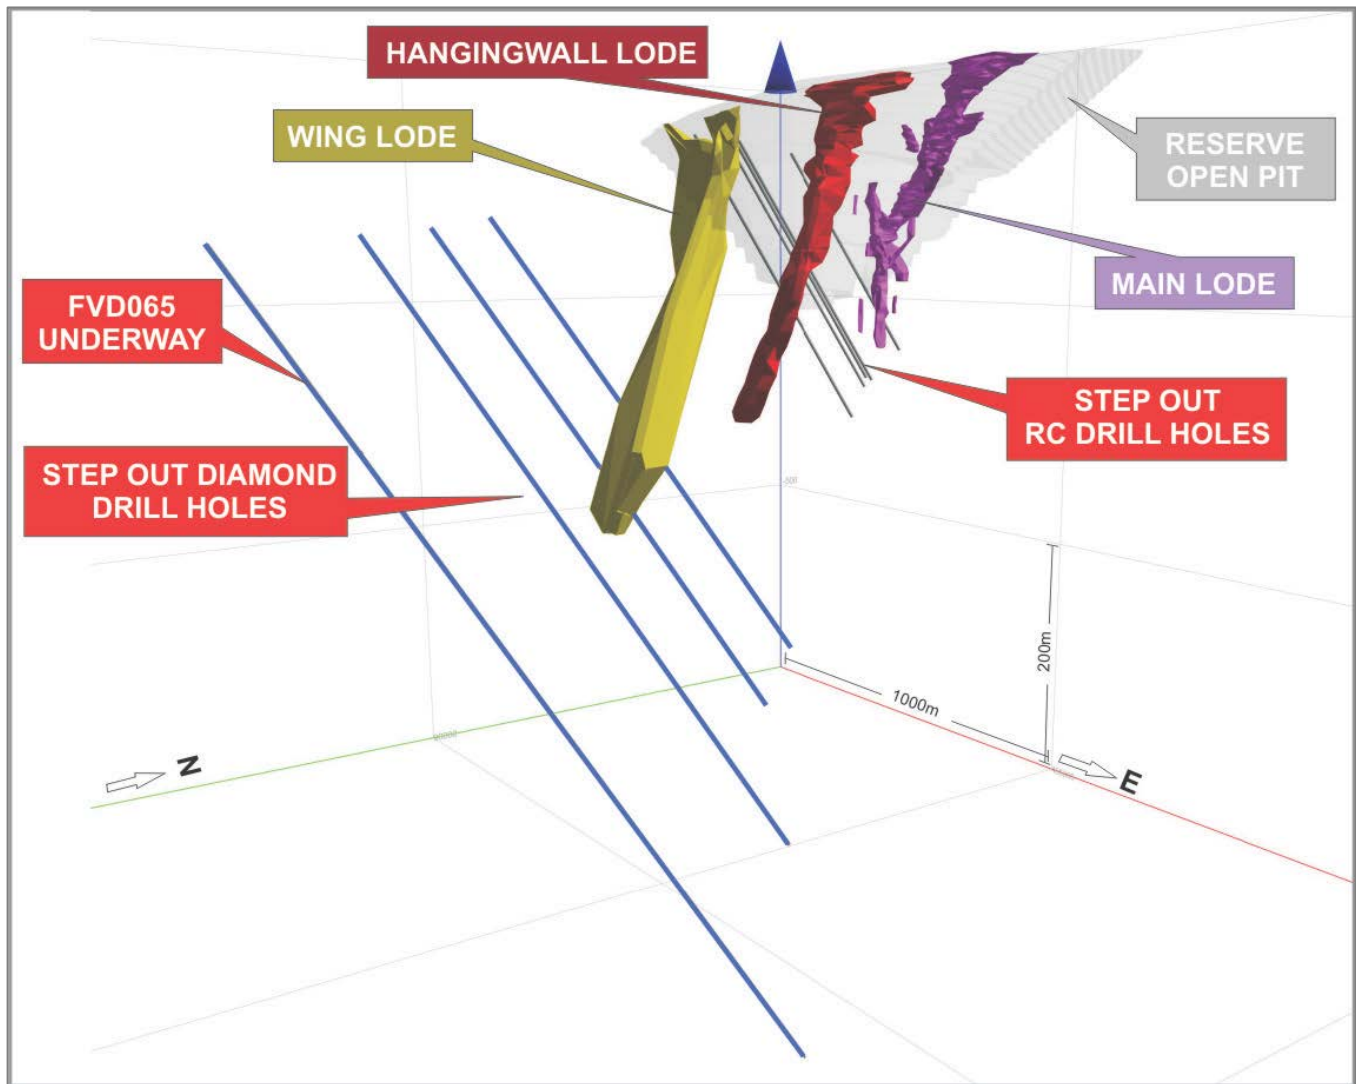 HANGINGWALL LODE
WING LODE
RESERVE
OPEN PIT
MAIN LODE
FVD065
UNDERWAY
STEP OUT
RC DRILL HOLES
STEP OUT DIAMOND
DRILL HOLES
-500
200m
1000m
N
E